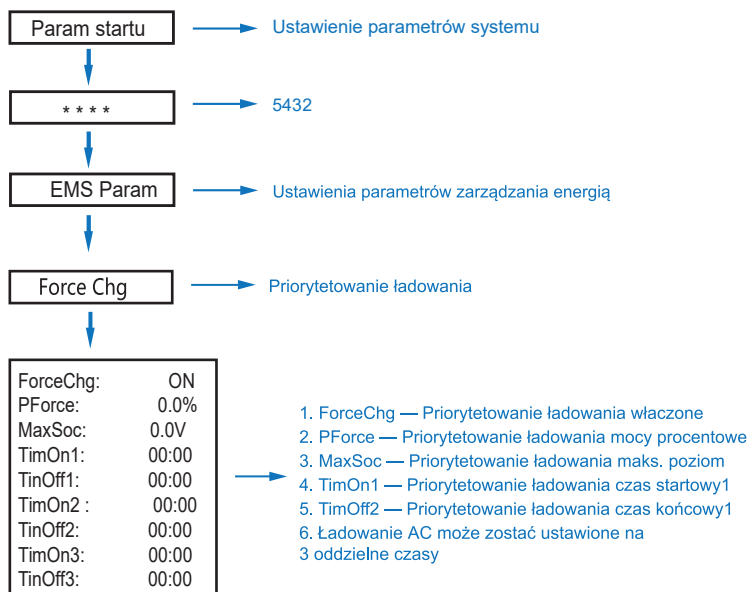 Param startu
Ustawienie parametrów systemu
* * * *
5432
EMS Param
Ustawienia parametrów zarządzania energią
Force Chg
Priorytetowanie ładowania
ForceChg: ON
PForce: 0.0%
MaxSoc: 0.0V
TimOn1: 00:00
TinOff1: 00:00
TimOn2 : 00:00
TinOff2: 00:00
TimOn3: 00:00
TinOff3: 00:00
1. ForceChg — Priorytetowanie ładowania właczone
2. PForce — Priorytetowanie ładowania mocy procentowe
3. MaxSoc — Priorytetowanie ładowania maks. poziom
4. TimOn1 — Priorytetowanie ładowania czas startowy1
5. TimOff2 — Priorytetowanie ładowania czas końcowy1
6. Ładowanie AC może zostać ustawione na
3 oddzielne czasy